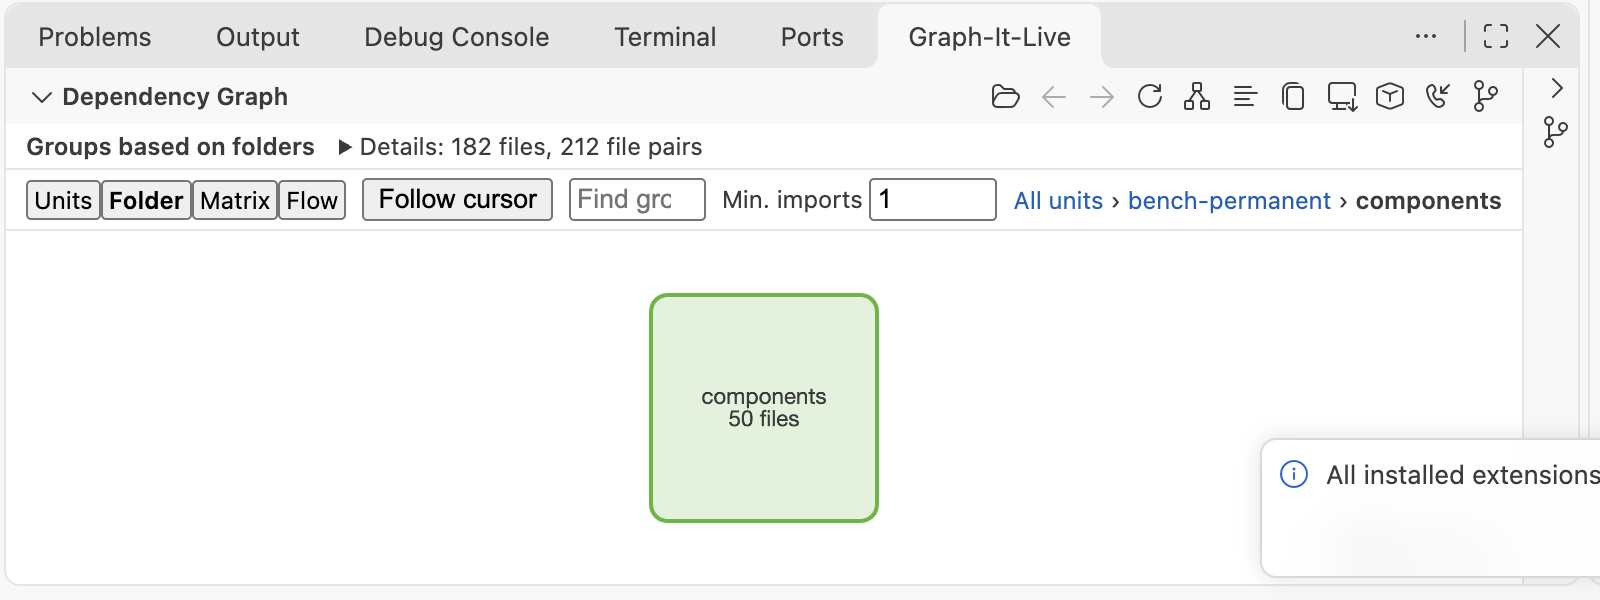 Problems Output Debug Console Terminal Ports Graph-It-Live
Dependency Graph
Groups based on folders Details: 182 files, 212 file pairs
Units Folder Matrix Flow Follow cursor Find grc Min. imports 1 All units › bench-permanent › components
components
50 files
All installed extensions